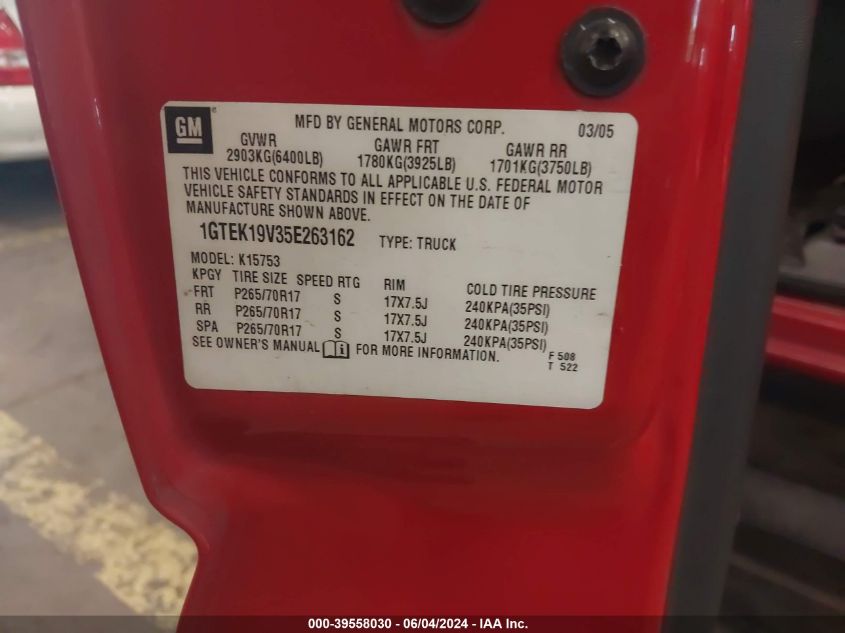 GM ® MFD BY GENERAL MOTORS CORP. 03/05
GVWR GAWR FRT GAWR RR
2903KG(6400LB) 1780KG(3925LB) 1701KG(3750LB)
THIS VEHICLE CONFORMS TO ALL APPLICABLE U.S. FEDERAL MOTOR
VEHICLE SAFETY STANDARDS IN EFFECT ON THE DATE OF
MANUFACTURE SHOWN ABOVE.
1GTEK19V35E263162 TYPE: TRUCK
MODEL: K15753
KPGY TIRE SIZE SPEED RTG RIM COLD TIRE PRESSURE
FRT P265/70R17 S 17X7.5J 240KPA(35PSI)
RR P265/70R17 S 17X7.5J 240KPA(35PSI)
SPA P265/70R17 S 17X7.5J 240KPA(35PSI)
SEE OWNER'S MANUAL i FOR MORE INFORMATION. F 508
T 522
000-39558030 - 06/04/2024 - IAA Inc.